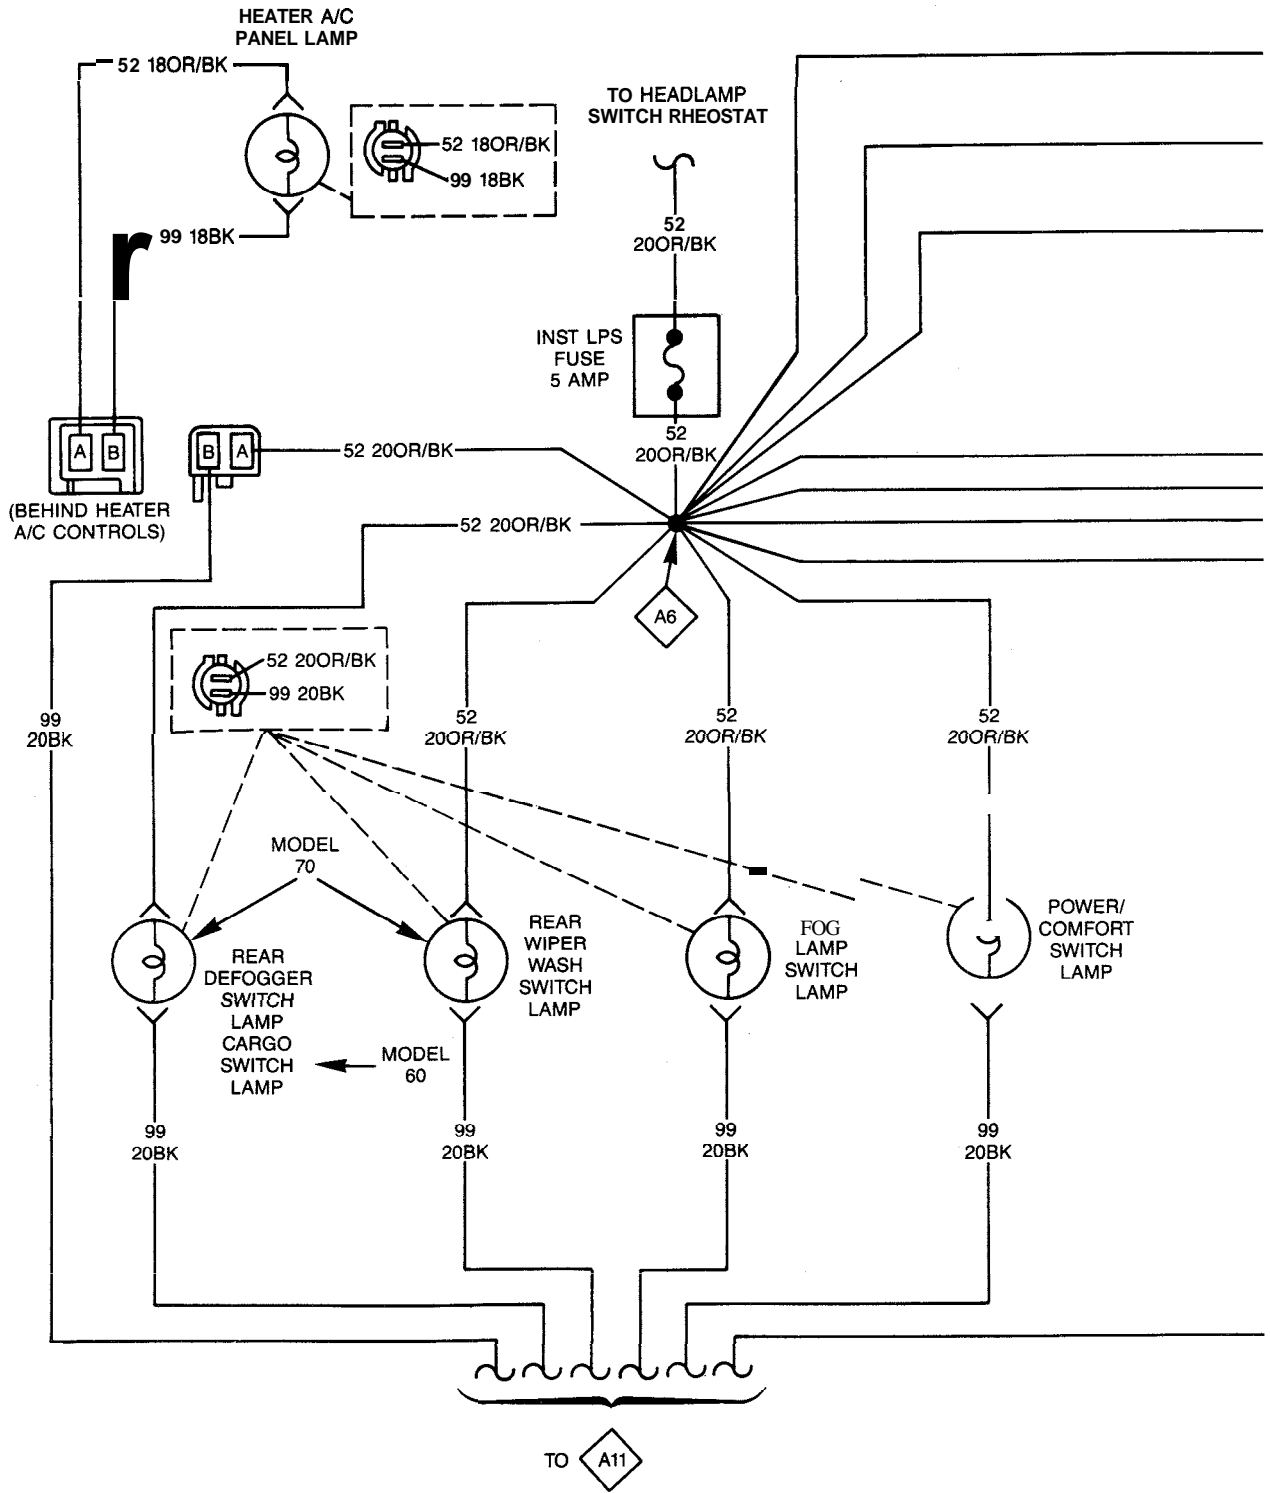 HEATER A/C
PANEL LAMP
52 18OR/BK
TO HEADLAMP
SWITCH RHEOSTAT
52 18OR/BK
99 18BK
99 18BK
52
20OR/BK
INST LPS
FUSE
5 AMP
52
20OR/BK
A B
B A
52 20OR/BK
(BEHIND HEATER
A/C CONTROLS)
52 20OR/BK
A6
52 20OR/BK
99 20BK
99
20BK
52
20OR/BK
52
20OR/BK
52
20OR/BK
MODEL
70
REAR
DEFOGGER
SWITCH
LAMP
CARGO
SWITCH
LAMP
MODEL
60
REAR
WIPER
WASH
SWITCH
LAMP
FOG
LAMP
SWITCH
LAMP
POWER/
COMFORT
SWITCH
LAMP
99
20BK
99
20BK
99
20BK
99
20BK
TO A11